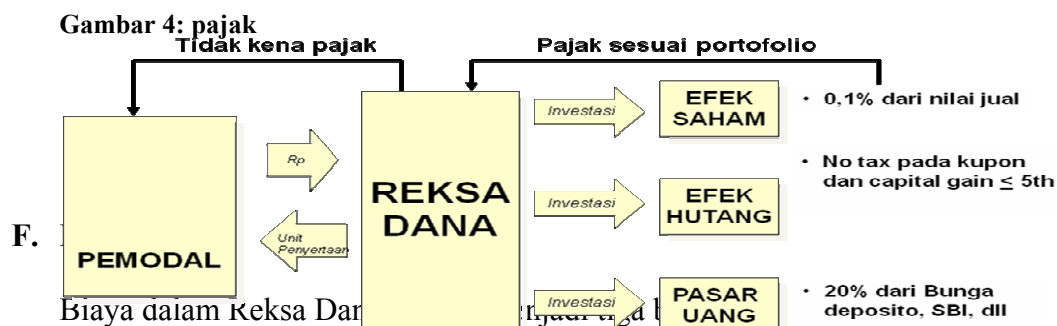 Gambar 4: pajak
Tidak kena pajak
Pajak sesuai portofolio
PEMODAL
Rp
Unit
Penyertaan
REKSA
DANA
Investasi
EFEK
SAHAM
• 0,1% dari nilai jual
Investasi
EFEK
HUTANG
• No tax pada kupon
dan capital gain ≤ 5th
Investasi
PASAR
UANG
• 20% dari Bunga
deposito, SBI, dll
F.
Biaya dalam Reksa